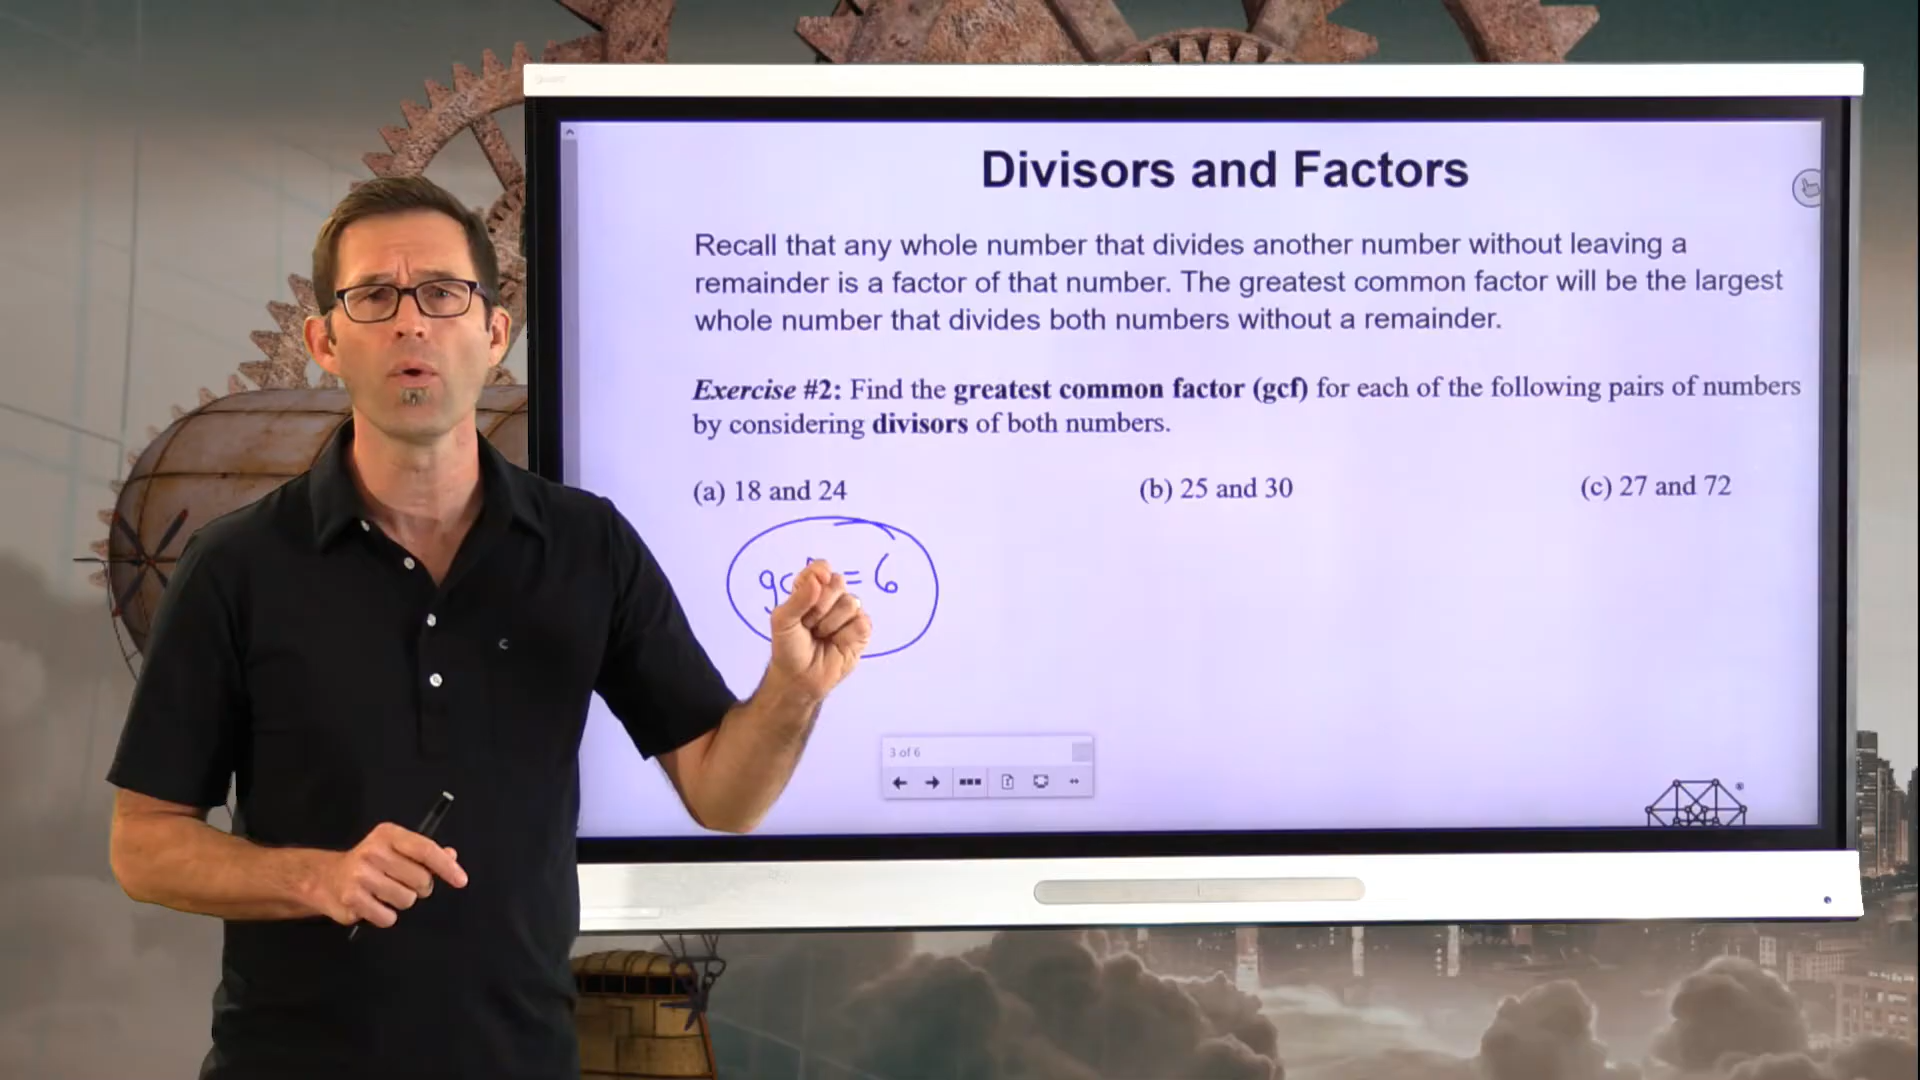 Divisors and Factors
Recall that any whole number that divides another number without leaving a
remainder is a factor of that number. The greatest common factor will be the largest
whole number that divides both numbers without a remainder.
Exercise #2: Find the greatest common factor (gcf) for each of the following pairs of numbers
by considering divisors of both numbers.
(a) 18 and 24 (b) 25 and 30 (c) 27 and 72
= 6
3 of 6